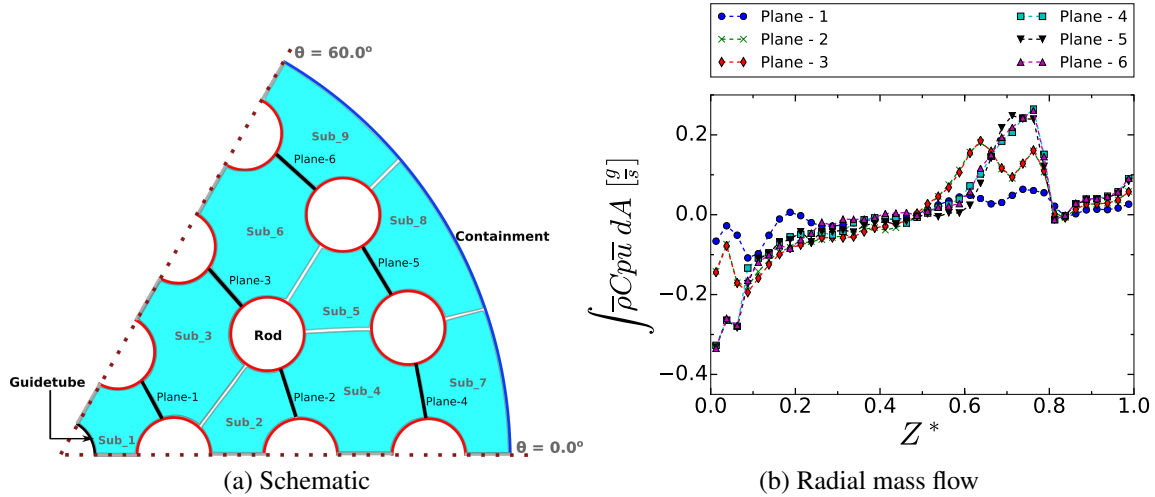 θ = 60.0°
Sub_9
Plane-6
Sub_8
Containment
Sub_6
Plane-5
Plane-3
Sub_5
Rod
Sub_3
Guidetube
Plane-1
Plane-2
Sub_4
Sub_7
Plane-4
Sub_2
Sub_1
θ = 0.0°
(a) Schematic
Plane - 1
Plane - 2
Plane - 3
Plane - 4
Plane - 5
Plane - 6
∫ρ̅Cpu̅ dA [g/s]
0.2
0.0
−0.2
−0.4
0.0 0.2 0.4 0.6 0.8 1.0
Z*
(b) Radial mass flow